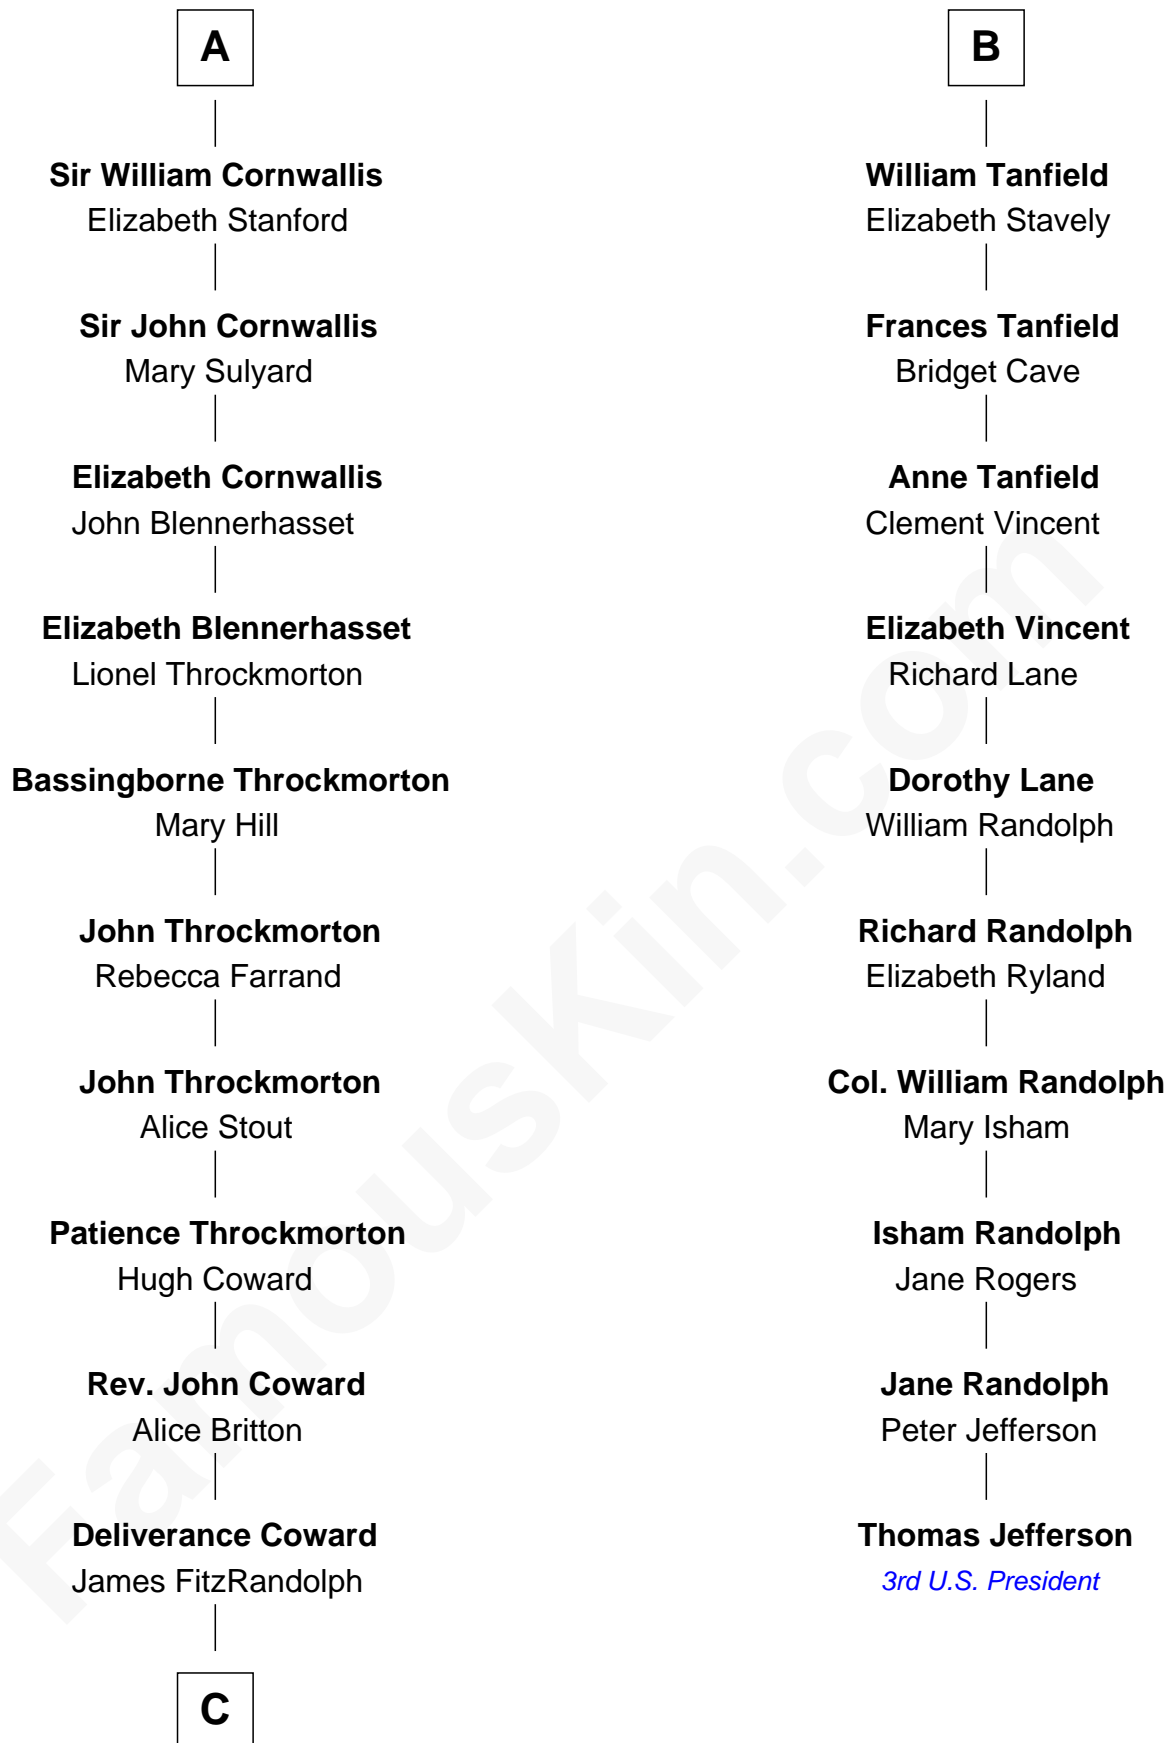 A
Sir William Cornwallis
Elizabeth Stanford
Sir John Cornwallis
Mary Sulyard
Elizabeth Cornwallis
John Blennerhasset
Elizabeth Blennerhasset
Lionel Throckmorton
Bassingborne Throckmorton
Mary Hill
John Throckmorton
Rebecca Farrand
John Throckmorton
Alice Stout
Patience Throckmorton
Hugh Coward
Rev. John Coward
Alice Britton
Deliverance Coward
James FitzRandolph
C
B
William Tanfield
Elizabeth Stavely
Frances Tanfield
Bridget Cave
Anne Tanfield
Clement Vincent
Elizabeth Vincent
Richard Lane
Dorothy Lane
William Randolph
Richard Randolph
Elizabeth Ryland
Col. William Randolph
Mary Isham
Isham Randolph
Jane Rogers
Jane Randolph
Peter Jefferson
Thomas Jefferson
3rd U.S. President
FamousKin.com